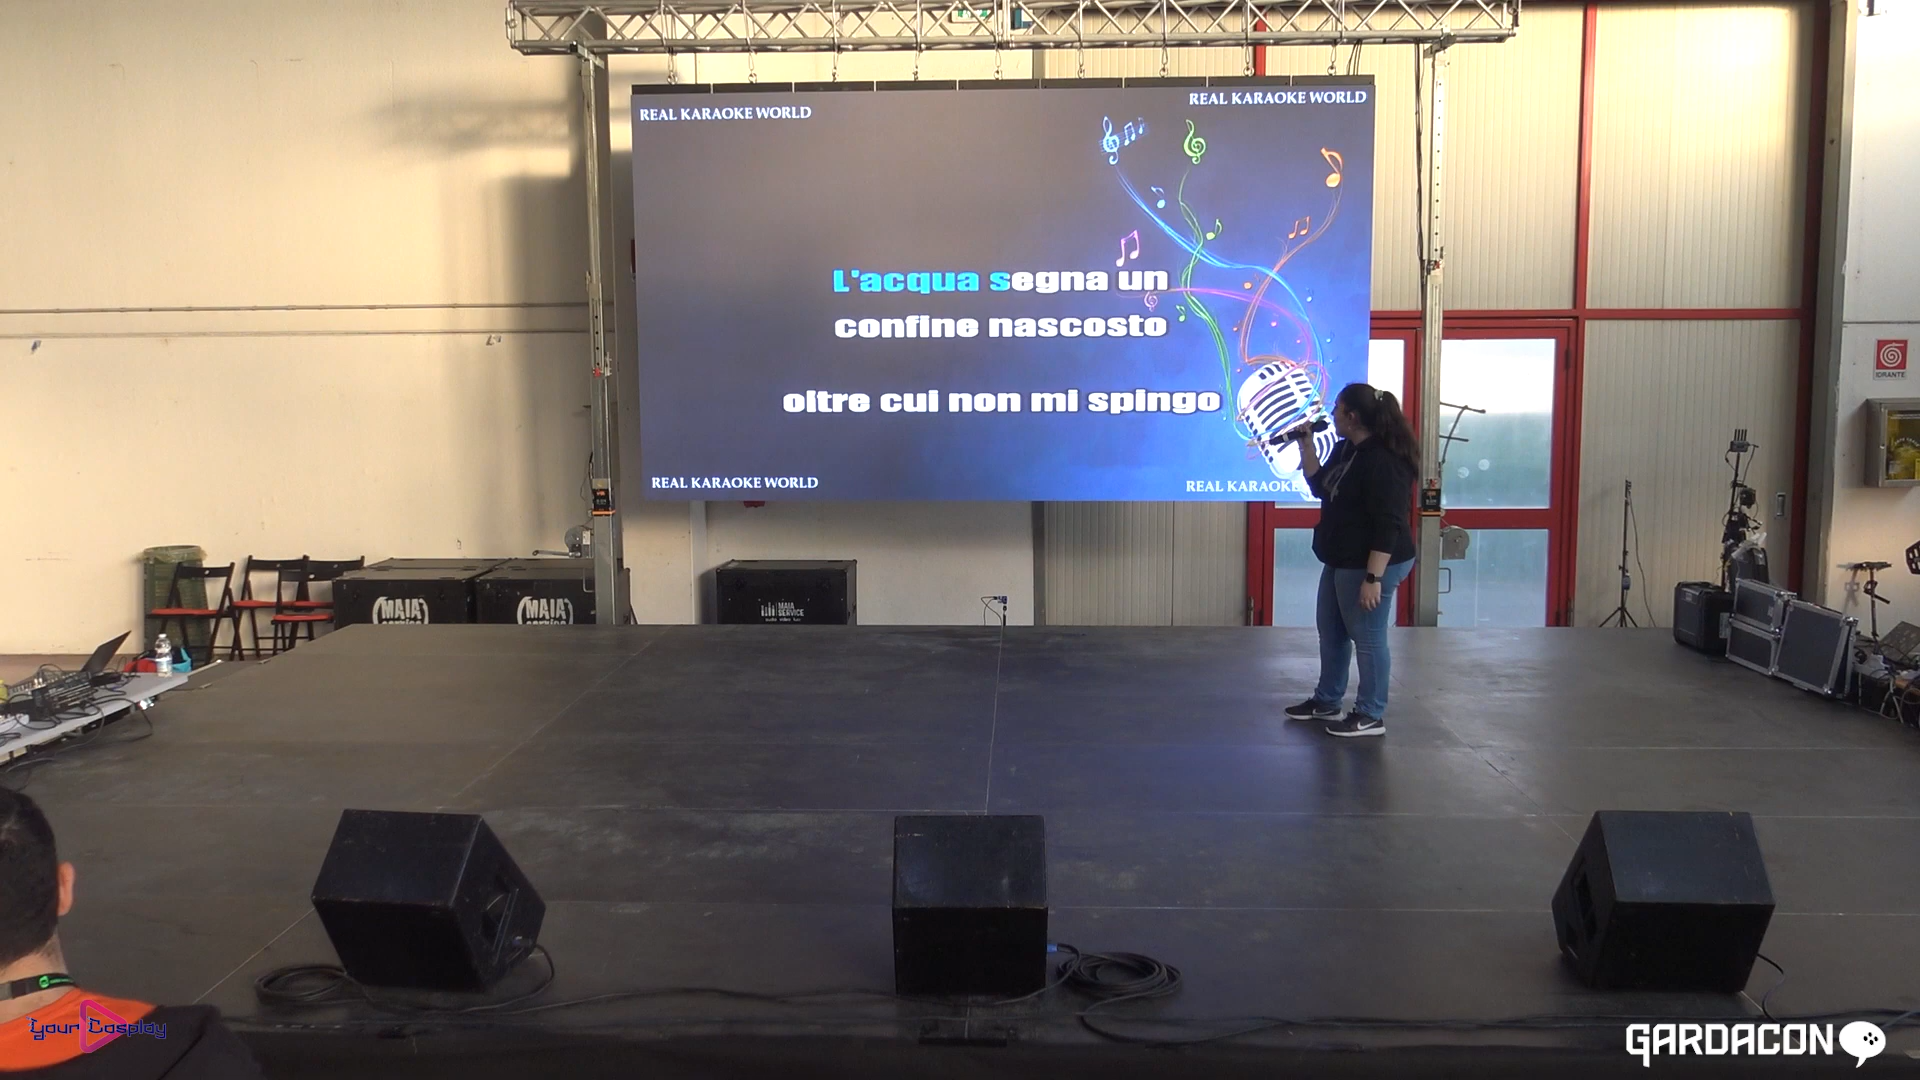 REAL KARAOKE WORLD
REAL KARAOKE WORLD
L'acqua segna un
confine nascosto
oltre cui non mi spingo
REAL KARAOKE WORLD
REAL KARAOKE
IDRANTE
MAIA
MAIA
MAIA
SERVICE
Your Cosplay
GARDACON